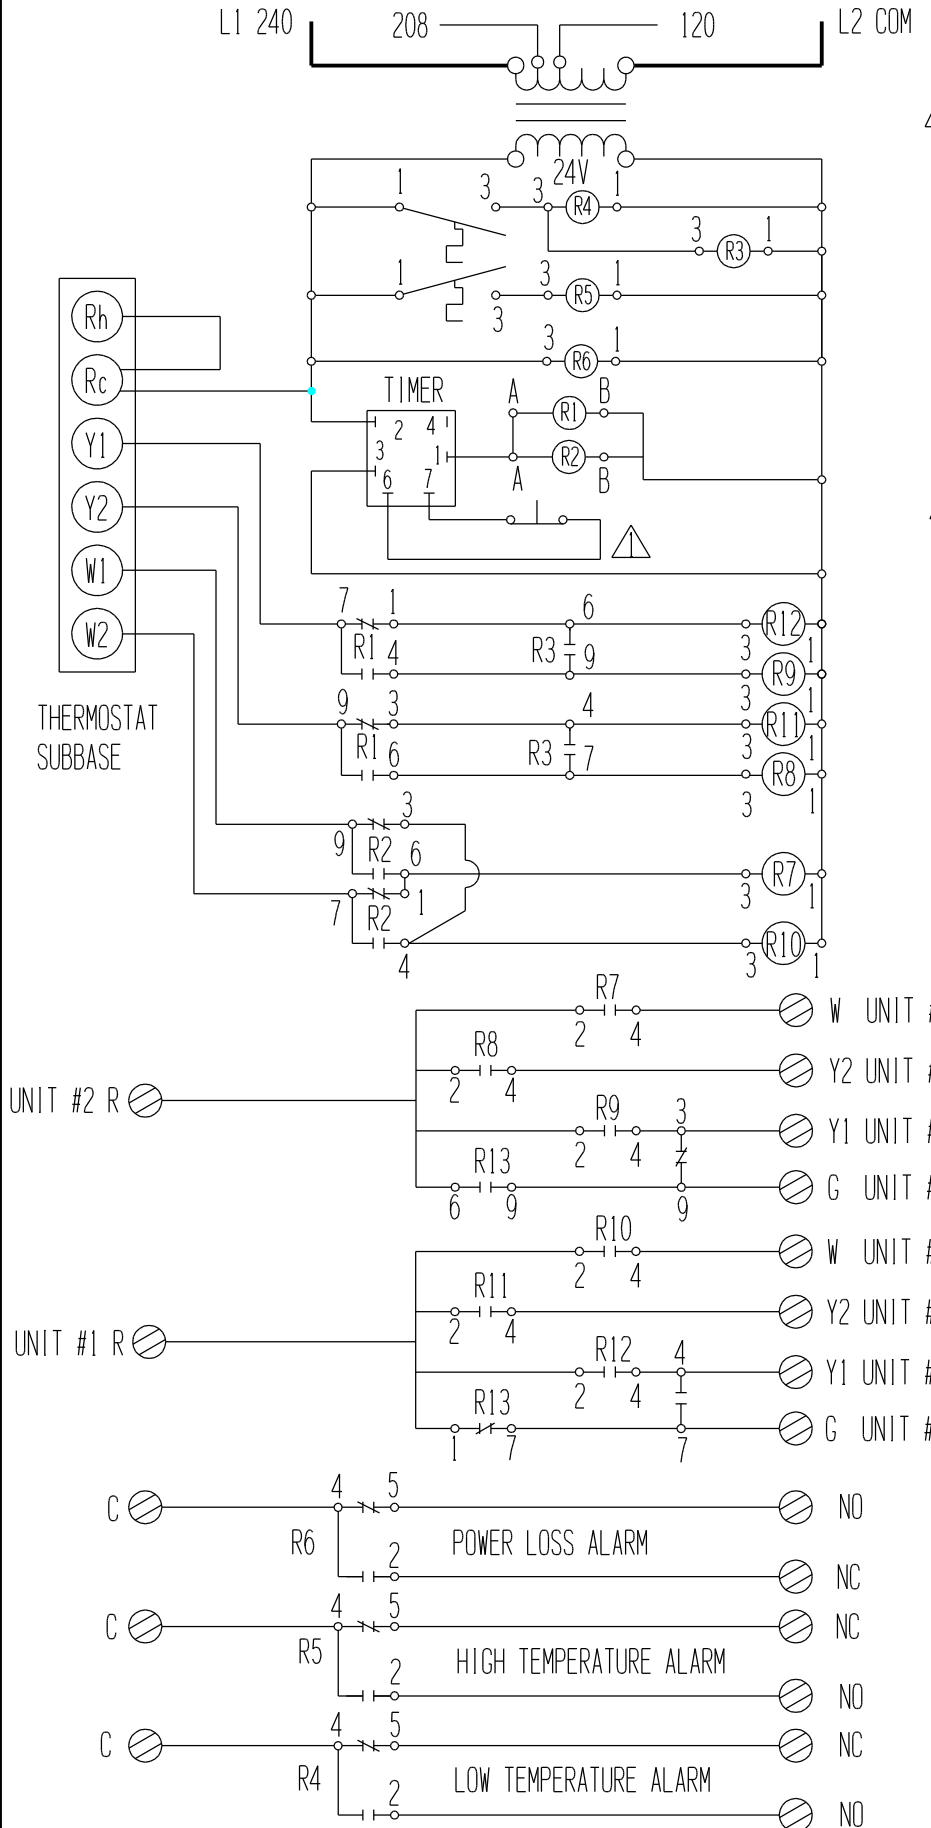 L1 240 208 120 L2 COM
24V
1 3 3 R4 1
3 R3 1
1 3 3 R5 1
3 R6 1
TIMER
A R1 B
2 4
3 1
A R2 B
6 7
1
Rh
Rc
Y1
Y2
W1
W2
THERMOSTAT
SUBBASE
7 1 6 R12
R1 4 R3 9 3 1
R9
9 3 4 3 1
R11
R1 6 R3 7 3 1
R8
3 3 1
9 R2 6 R7
7 1 3 1
R2 R10
4 3 1
R7 W UNIT #
2 4
R8 Y2 UNIT #
2 4
UNIT #2 R
R9 3 Y1 UNIT #
2 4
R13 G UNIT #
6 9 9
R10 W UNIT #
2 4
R11 Y2 UNIT #
2 4
UNIT #1 R
R12 4 Y1 UNIT #
2 4
R13 G UNIT #
1 7 7
C 4 5 NO
R6 POWER LOSS ALARM
2 NC
C 4 5 NC
R5 HIGH TEMPERATURE ALARM
2 NO
C 4 5 NC
R4 LOW TEMPERATURE ALARM
2 NO